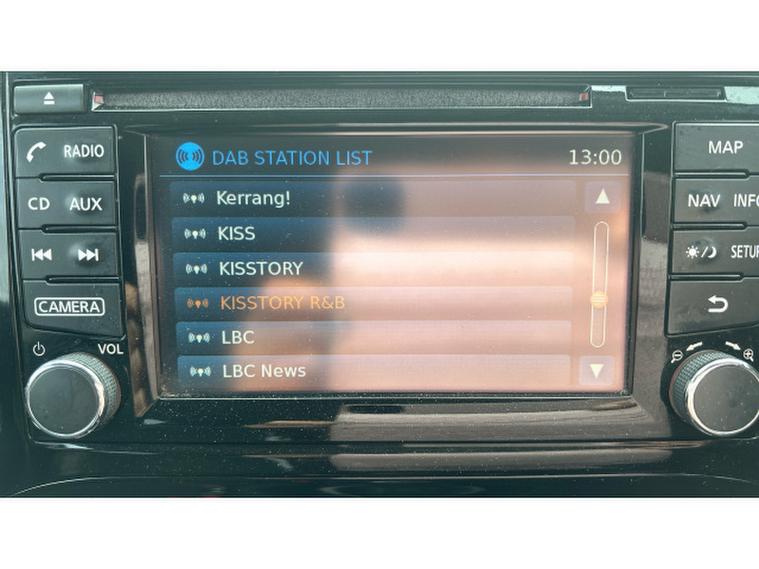 RADIO
CD AUX
CAMERA
VOL
DAB STATION LIST 13:00
Kerrang!
KISS
KISSTORY
KISSTORY R&B
LBC
LBC News
MAP
NAV INFO
SETUP